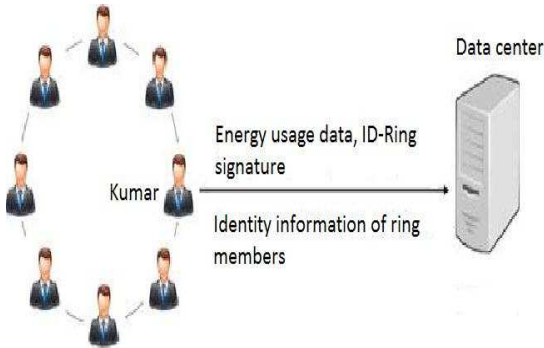 Data center
Energy usage data, ID-Ring
signature
Kumar
Identity information of ring
members